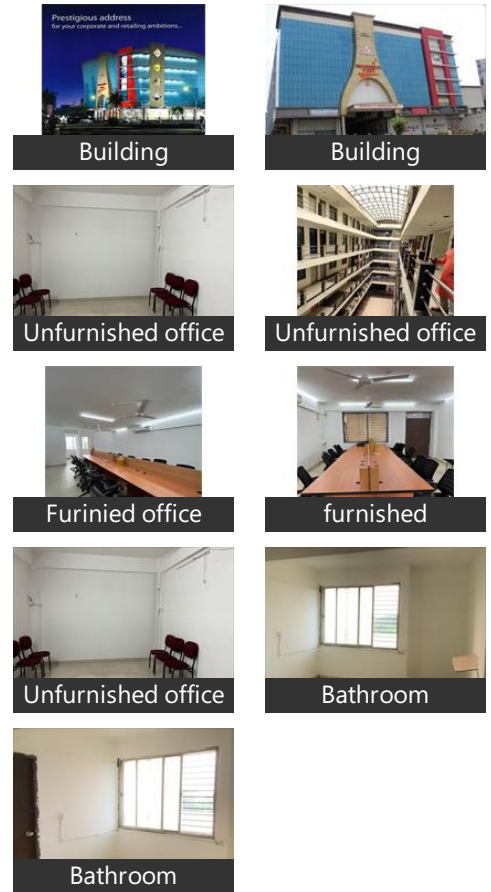 Prestigious address
for your corporate and retailing ambitions...
Building
Building
Unfurnished office
Unfurnished office
Furinied office
furnished
Unfurnished office
Bathroom
Bathroom